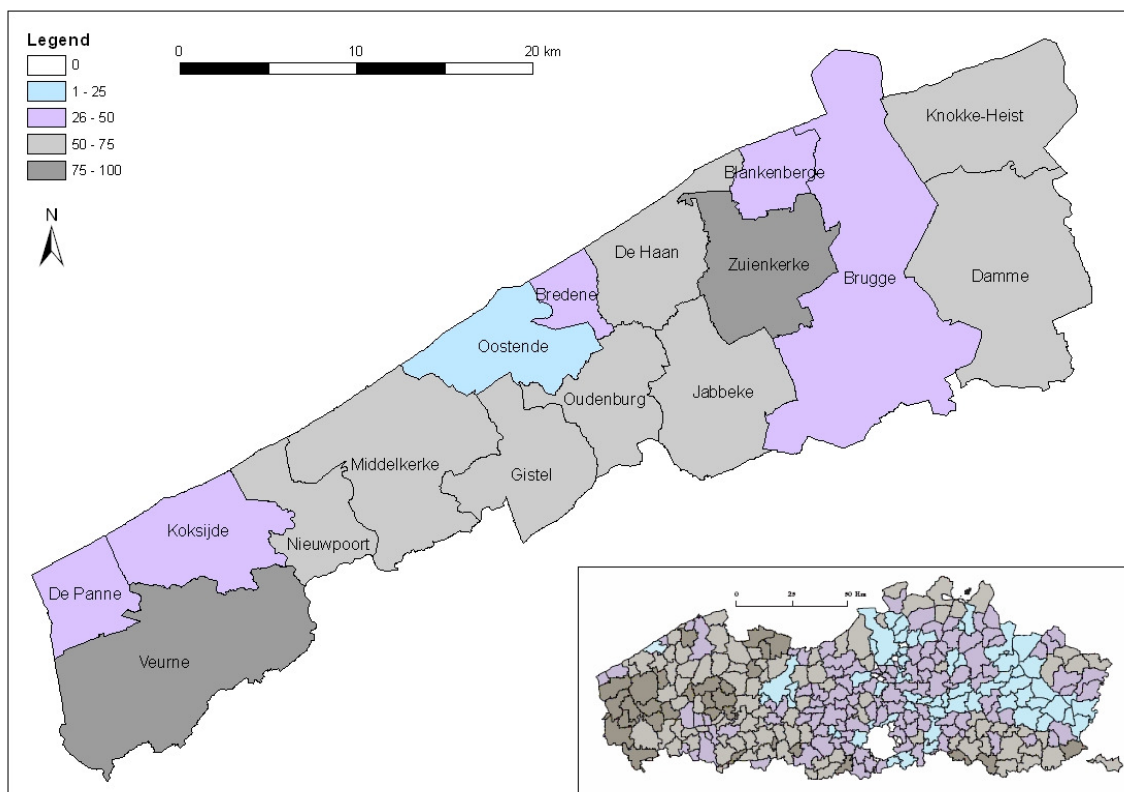 Legend
0
1 - 25
26 - 50
50 - 75
75 - 100
N
0 10 20 km
Knokke-Heist
Blankenberge
De Haan
Zuienkerke
Brugge
Damme
Bredene
Oostende
Oudenburg
Jabbeke
Middelkerke
Gistel
Koksijde
Nieuwpoort
De Panne
Veurne
0 25 50 Km